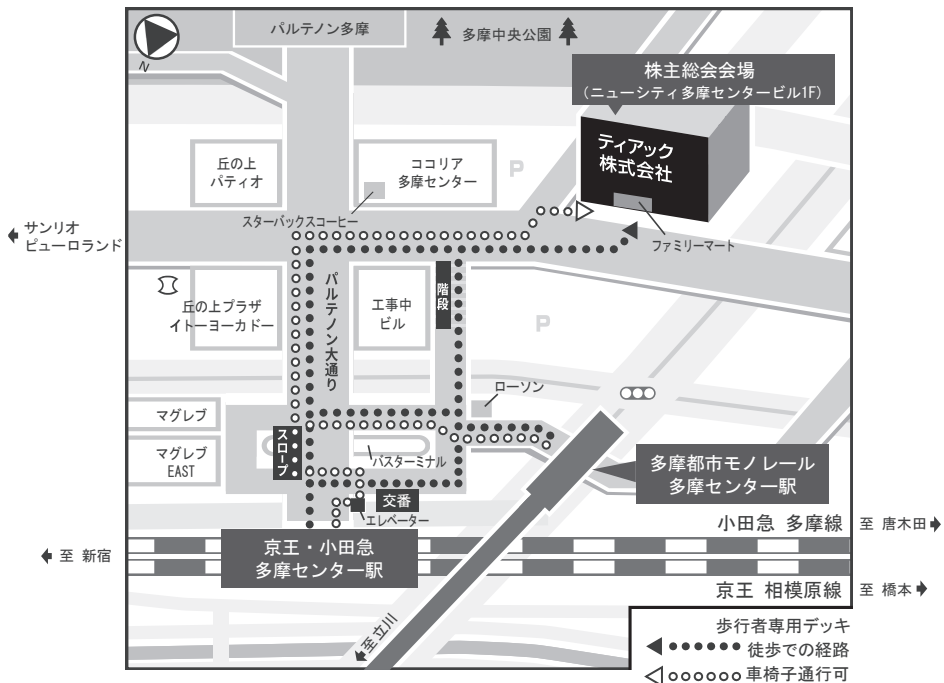 パルテノン多摩
多摩中央公園
N
株主総会会場
（ニューシティ多摩センタービル1F）
ティアック
株式会社
丘の上
パティオ
ココリア
多摩センター
P
スターバックスコーヒー
ファミリーマート
サンリオ
ピューロランド
丘の上プラザ
イトーヨーカドー
パルテノン大通り
工事中
ビル
階段
P
ローソン
マグレブ
マグレブ
EAST
スロープ
バスターミナル
交番
エレベーター
多摩都市モノレール
多摩センター駅
小田急 多摩線
至 唐木田
至 新宿
京王・小田急
多摩センター駅
京王 相模原線
至 橋本
至立川
歩行者専用デッキ
徒歩での経路
車椅子通行可